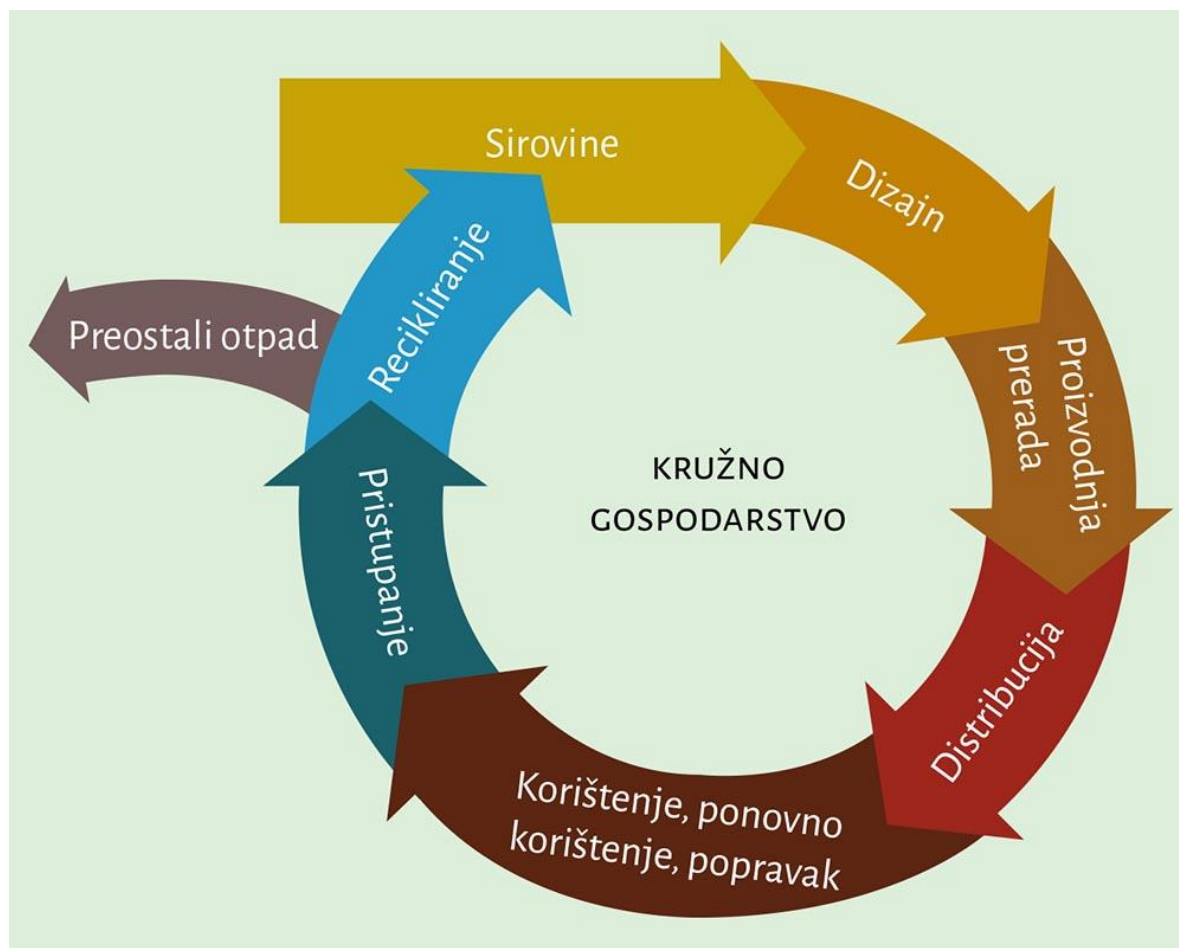 Sirovine
Dizajn
Proizvodnja
prerada
Distribucija
Korištenje, ponovno
korištenje, popravak
Pristupanje
Recikliranje
Preostali otpad
KRUŽNO
GOSPODARSTVO